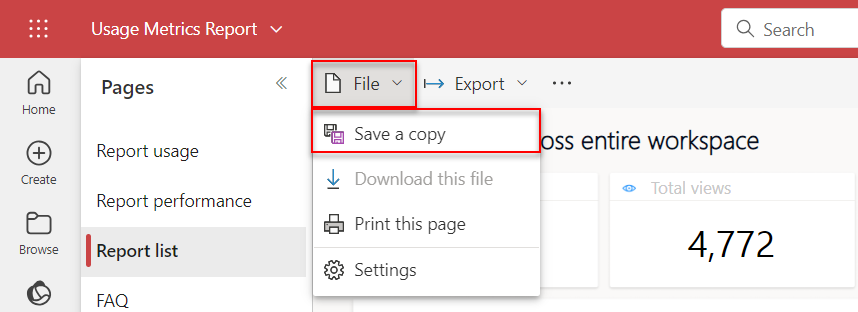 Usage Metrics Report
Search
Home
Create
Browse
Pages
Report usage
Report performance
Report list
FAQ
File
Export
Save a copy
Download this file
Print this page
Settings
oss entire workspace
Total views
4,772